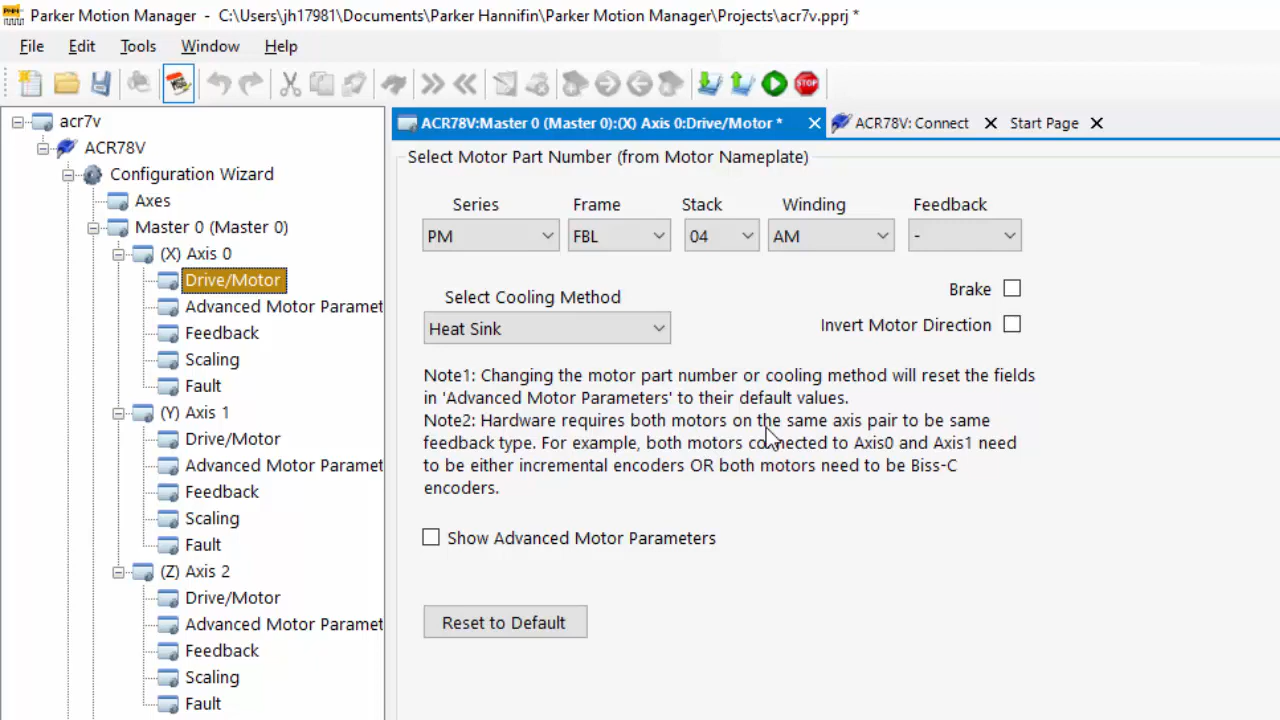 Parker Motion Manager - C:\Users\jh17981\Documents\Parker Hannifin\Parker Motion Manager\Projects\acr7v.pprj *
File Edit Tools Window Help
STOP
acr7v
ACR78V
Configuration Wizard
Axes
Master 0 (Master 0)
(X) Axis 0
Drive/Motor
Advanced Motor Paramet
Feedback
Scaling
Fault
(Y) Axis 1
Drive/Motor
Advanced Motor Paramet
Feedback
Scaling
Fault
(Z) Axis 2
Drive/Motor
Advanced Motor Paramet
Feedback
Scaling
Fault
ACR78V:Master 0 (Master 0):(X) Axis 0:Drive/Motor * ACR78V: Connect Start Page
Select Motor Part Number (from Motor Nameplate)
Series Frame Stack Winding Feedback
PM FBL 04 AM -
Select Cooling Method
Heat Sink
Brake
Invert Motor Direction
Note1: Changing the motor part number or cooling method will reset the fields
in 'Advanced Motor Parameters' to their default values.
Note2: Hardware requires both motors on the same axis pair to be same
feedback type. For example, both motors connected to Axis0 and Axis1 need
to be either incremental encoders OR both motors need to be Biss-C
encoders.
Show Advanced Motor Parameters
Reset to Default